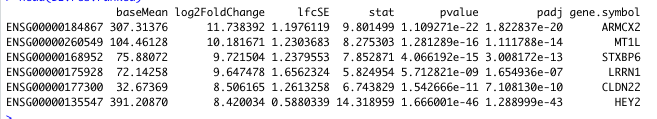 baseMean log2FoldChange lfcSE stat pvalue padj gene.symbol
ENSG00000184867 307.31376 11.738392 1.1976119 9.801499 1.109271e-22 1.822837e-20 ARMCX2
ENSG00000260549 104.46128 10.181671 1.2303683 8.275303 1.281289e-16 1.111788e-14 MT1L
ENSG00000168952 75.88072 9.721504 1.2379553 7.852871 4.066192e-15 3.008172e-13 STXBP6
ENSG00000175928 72.14258 9.647478 1.6562324 5.824954 5.712821e-09 1.654936e-07 LRRN1
ENSG00000177300 32.67369 8.506165 1.2613258 6.743829 1.542666e-11 7.108130e-10 CLDN22
ENSG00000135547 391.20870 8.420034 0.5880339 14.318959 1.666001e-46 1.288999e-43 HEY2
>